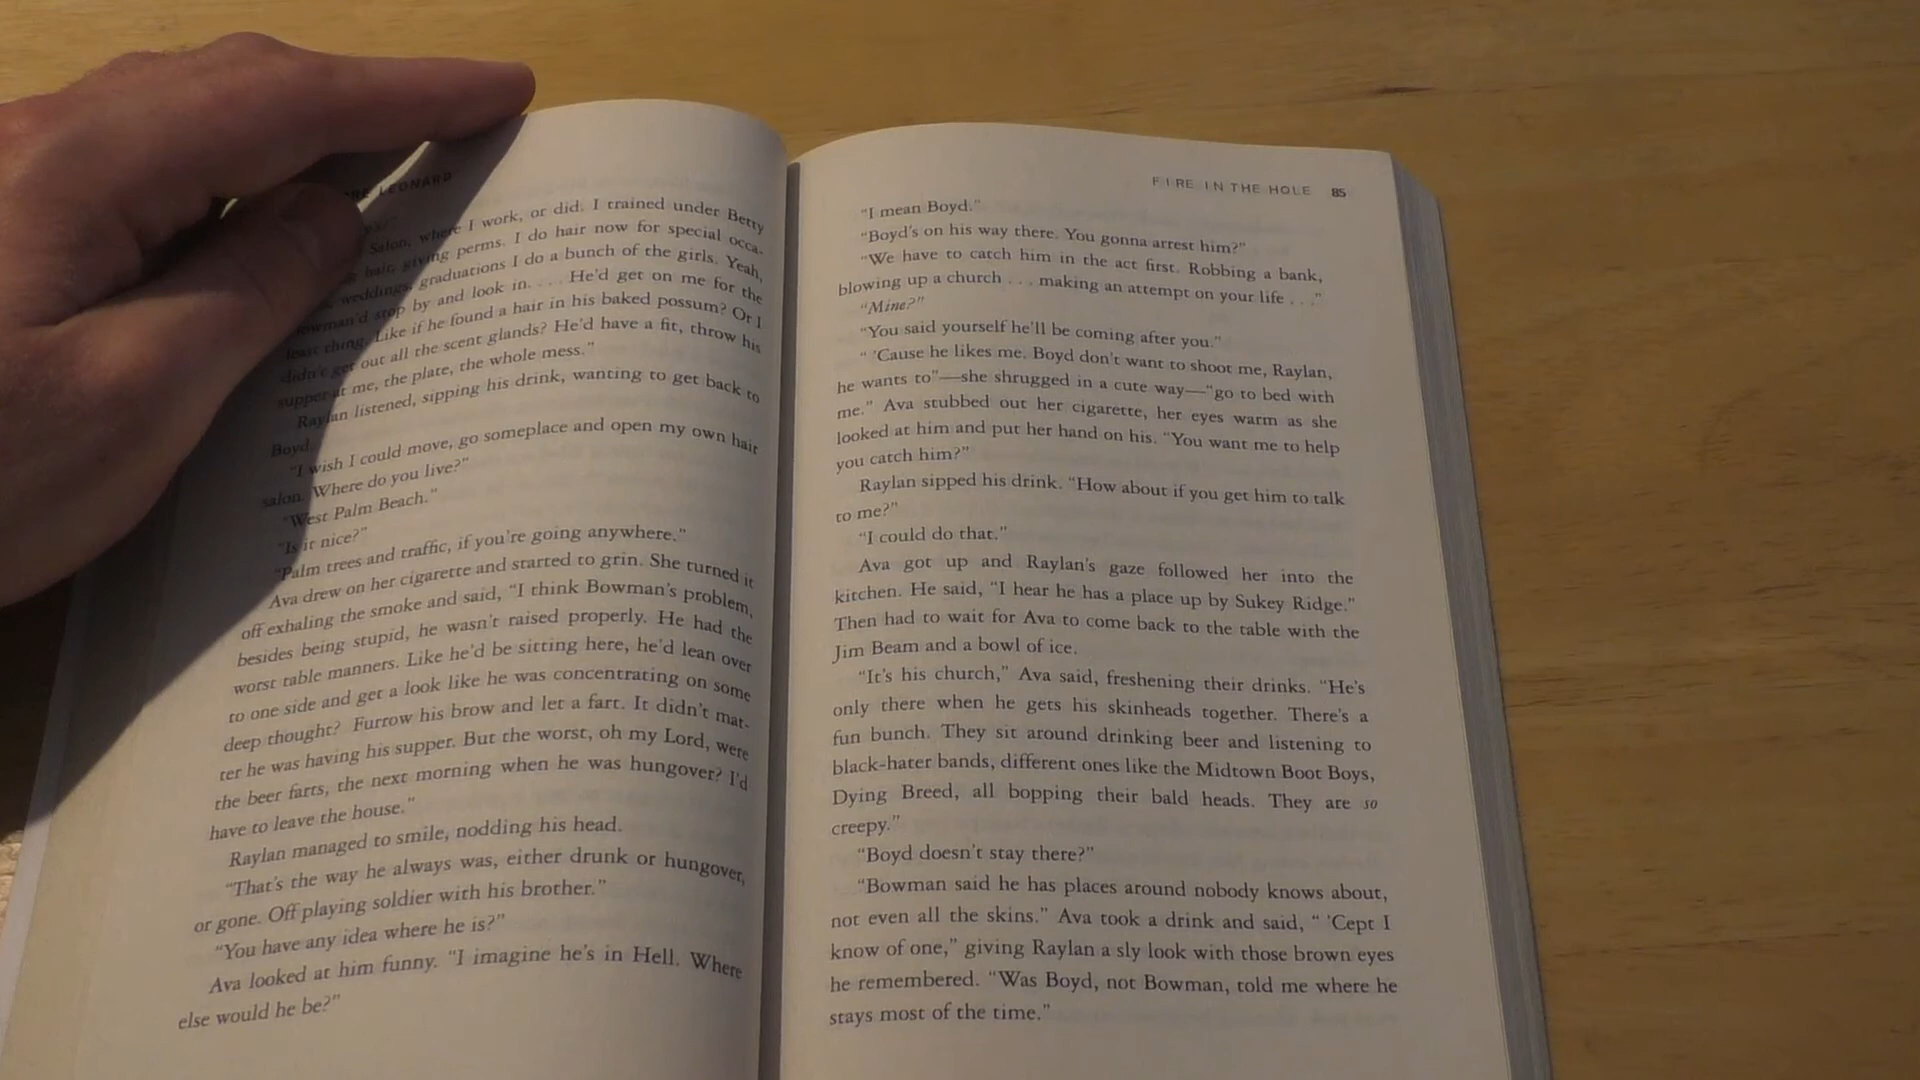 LEONARD
Salon, where I work, or did. I trained under Betty
hair, giving perms. I do hair now for special occa-
weddings, graduations I do a bunch of the girls. Yeah,
Bowman'd stop by and look in. . . . He'd get on me for the
least thing. Like if he found a hair in his baked possum? Or I
didn't get out all the scent glands? He'd have a fit, throw his
supper at me, the plate, the whole mess."
Raylan listened, sipping his drink, wanting to get back to
Boyd.
"I wish I could move, go someplace and open my own hair
salon. Where do you live?"
"West Palm Beach."
"Is it nice?"
"Palm trees and traffic, if you're going anywhere."
Ava drew on her cigarette and started to grin. She turned it
off exhaling the smoke and said, "I think Bowman's problem,
besides being stupid, he wasn't raised properly. He had the
worst table manners. Like he'd be sitting here, he'd lean over
to one side and get a look like he was concentrating on some
deep thought? Furrow his brow and let a fart. It didn't mat-
ter he was having his supper. But the worst, oh my Lord, were
the beer farts, the next morning when he was hungover? I'd
have to leave the house."
Raylan managed to smile, nodding his head.
"That's the way he always was, either drunk or hungover,
or gone. Off playing soldier with his brother."
"You have any idea where he is?"
Ava looked at him funny. "I imagine he's in Hell. Where
else would he be?"
FIRE IN THE HOLE 85
"I mean Boyd."
"Boyd's on his way there. You gonna arrest him?"
"We have to catch him in the act first. Robbing a bank,
blowing up a church . . . making an attempt on your life . . ."
"Mine?"
"You said yourself he'll be coming after you."
" 'Cause he likes me. Boyd don't want to shoot me, Raylan,
he wants to"—she shrugged in a cute way—"go to bed with
me." Ava stubbed out her cigarette, her eyes warm as she
looked at him and put her hand on his. "You want me to help
you catch him?"
Raylan sipped his drink. "How about if you get him to talk
to me?"
"I could do that."
Ava got up and Raylan's gaze followed her into the
kitchen. He said, "I hear he has a place up by Sukey Ridge."
Then had to wait for Ava to come back to the table with the
Jim Beam and a bowl of ice.
"It's his church," Ava said, freshening their drinks. "He's
only there when he gets his skinheads together. There's a
fun bunch. They sit around drinking beer and listening to
black-hater bands, different ones like the Midtown Boot Boys,
Dying Breed, all bopping their bald heads. They are so
creepy."
"Boyd doesn't stay there?"
"Bowman said he has places around nobody knows about,
not even all the skins." Ava took a drink and said, " 'Cept I
know of one," giving Raylan a sly look with those brown eyes
he remembered. "Was Boyd, not Bowman, told me where he
stays most of the time."